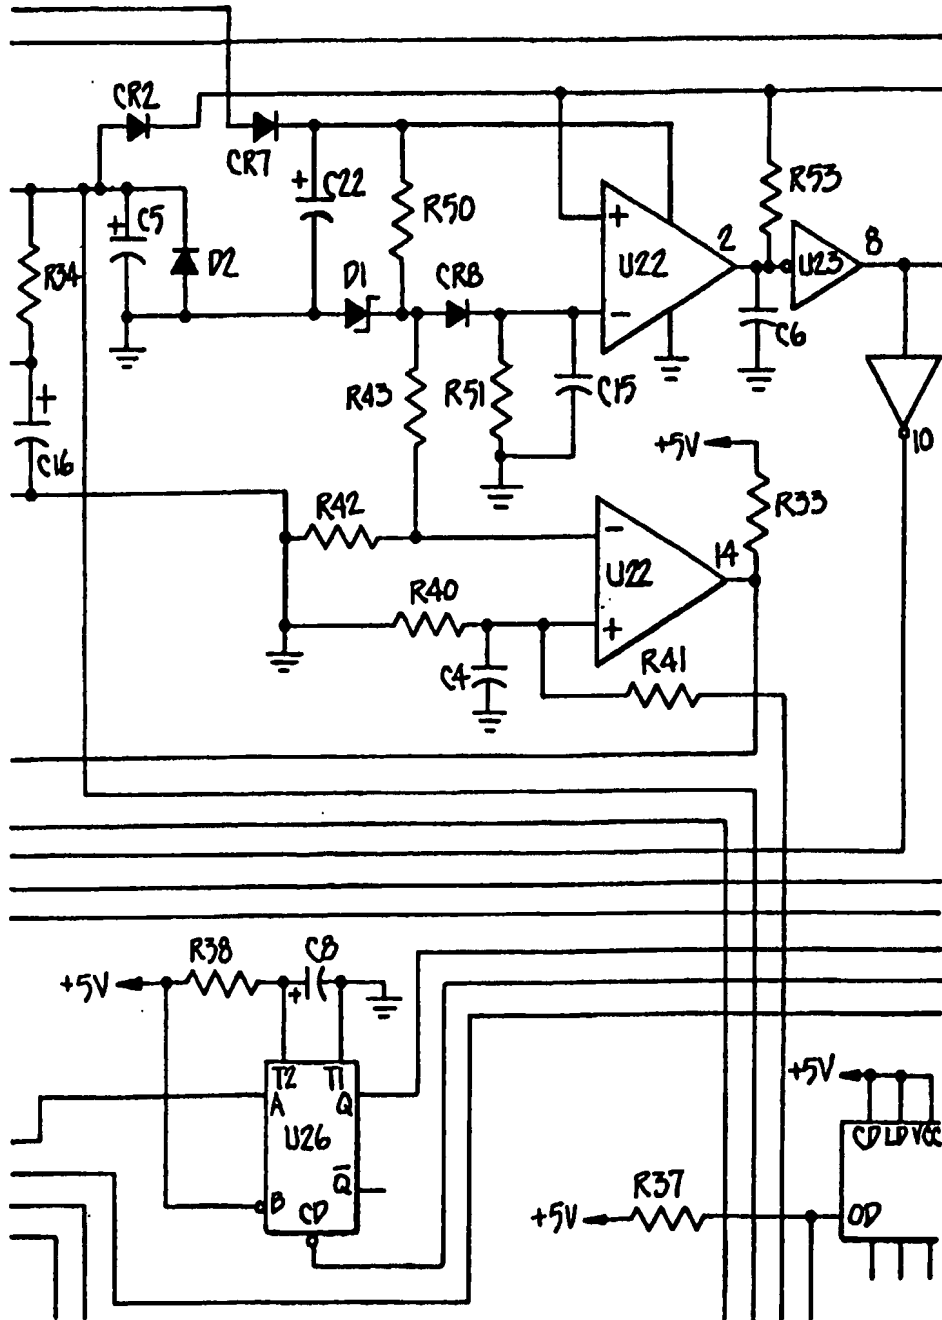 CR2
CR7
+
C22
R50
R53
+
C5
+
2
8
R34
D2
D1
CR8
U22
U23
-
C6
+
R43
R51
C15
C16
+5V
10
R42
R33
-
14
R40
U22
+
C4
R41
R38
C8
+5V
+
+5V
T2
T1
A
Q
CD
LD
VCC
U26
Q
R37
B
CD
+5V
OD